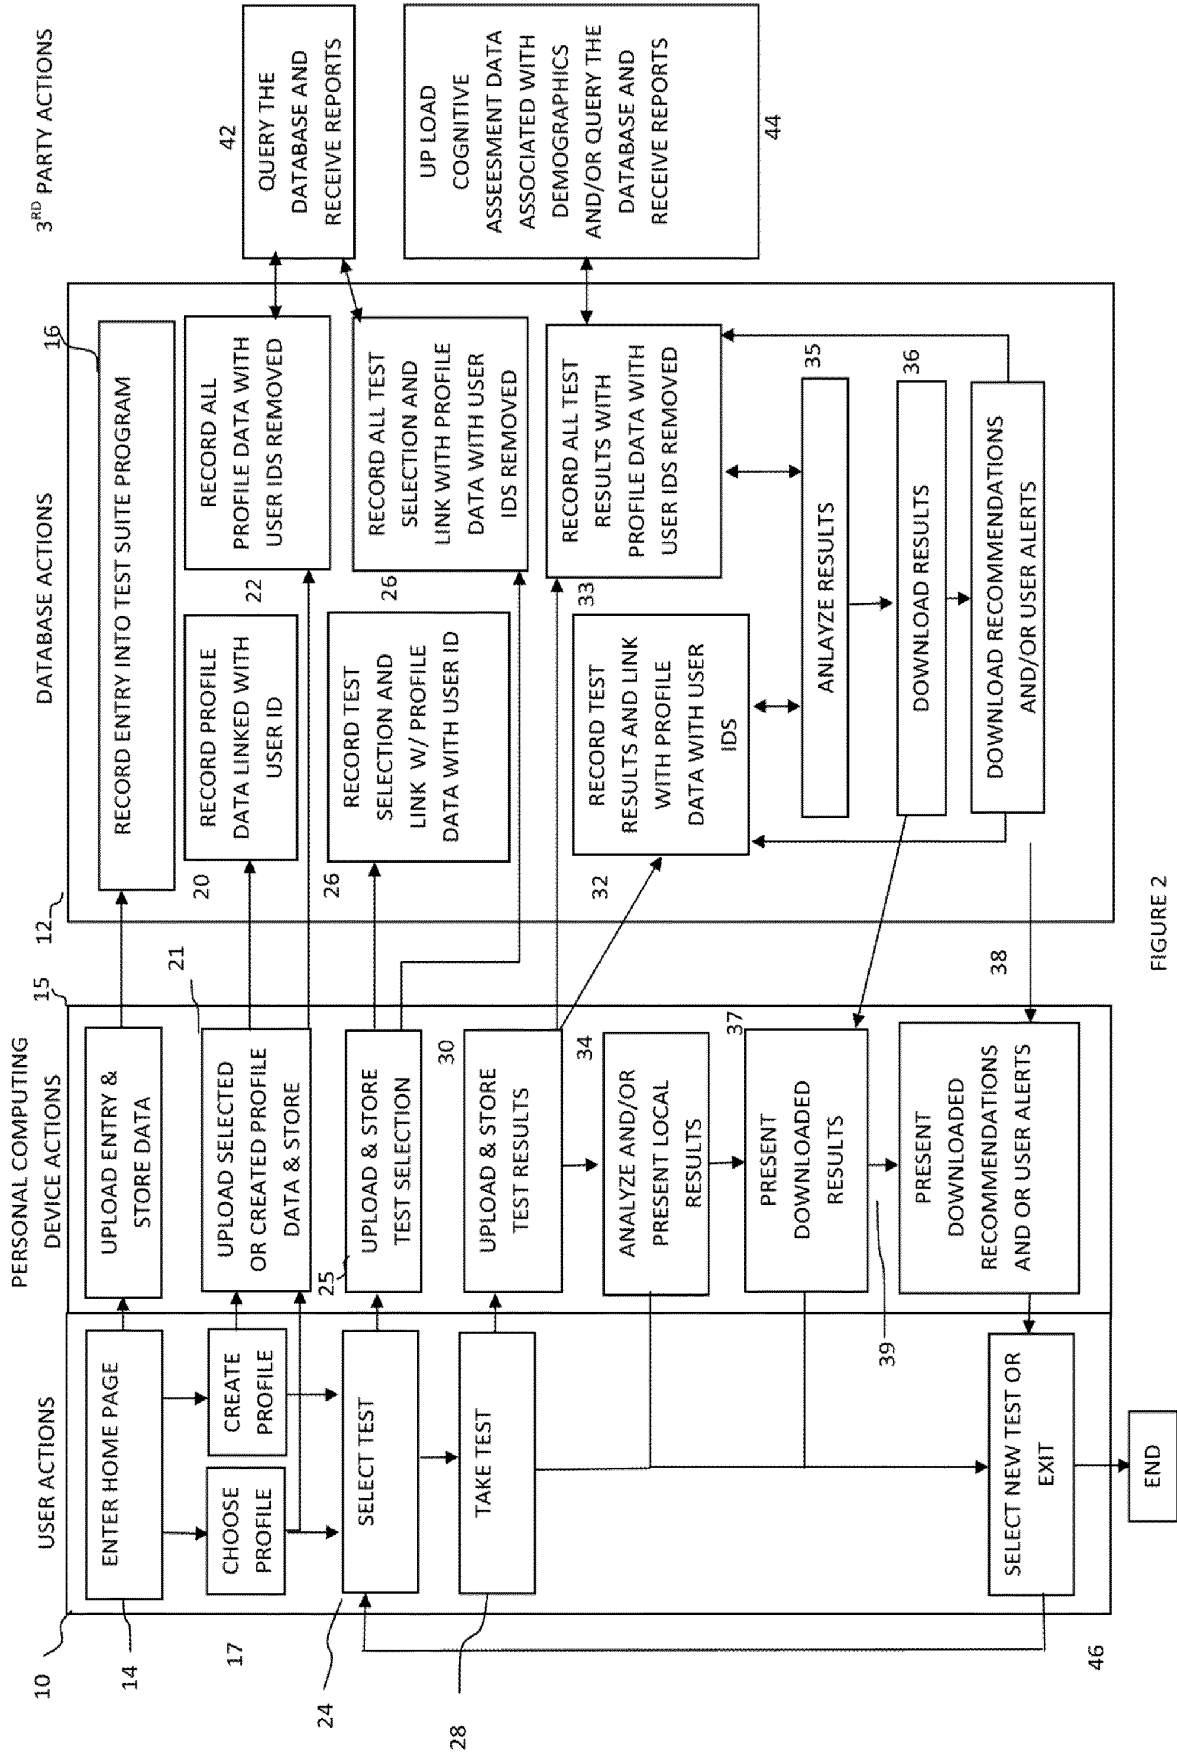 USER ACTIONS
10
ENTER HOME PAGE
14
CHOOSE
PROFILE
CREATE
PROFILE
17
SELECT TEST
24
TAKE TEST
28
SELECT NEW TEST OR
EXIT
46
END
PERSONAL COMPUTING
DEVICE ACTIONS
15
UPLOAD ENTRY &
STORE DATA
21
UPLOAD SELECTED
OR CREATED PROFILE
DATA & STORE
25
UPLOAD & STORE
TEST SELECTION
30
UPLOAD & STORE
TEST RESULTS
34
ANALYZE AND/OR
PRESENT LOCAL
RESULTS
37
PRESENT
DOWNLOADED
RESULTS
39
PRESENT
DOWNLOADED
RECOMMENDATIONS
AND OR USER ALERTS
38
DATABASE ACTIONS
12
16
RECORD ENTRY INTO TEST SUITE PROGRAM
20
RECORD PROFILE
DATA LINKED WITH
USER ID
22
RECORD ALL
PROFILE DATA WITH
USER IDS REMOVED
26
RECORD TEST
SELECTION AND
LINK W/ PROFILE
DATA WITH USER ID
26
RECORD ALL TEST
SELECTION AND
LINK WITH PROFILE
DATA WITH USER
IDS REMOVED
32
RECORD TEST
RESULTS AND LINK
WITH PROFILE
DATA WITH USER
IDS
33
RECORD ALL TEST
RESULTS WITH
PROFILE DATA WITH
USER IDS REMOVED
35
ANLAYZE RESULTS
36
DOWNLOAD RESULTS
DOWNLOAD RECOMMENDATIONS
AND/OR USER ALERTS
3RD PARTY ACTIONS
42
QUERY THE
DATABASE AND
RECEIVE REPORTS
UP LOAD
COGNITIVE
ASSEESMENT DATA
ASSOCIATED WITH
DEMOGRAPHICS
AND/OR QUERY THE
DATABASE AND
RECEIVE REPORTS
44
FIGURE 2